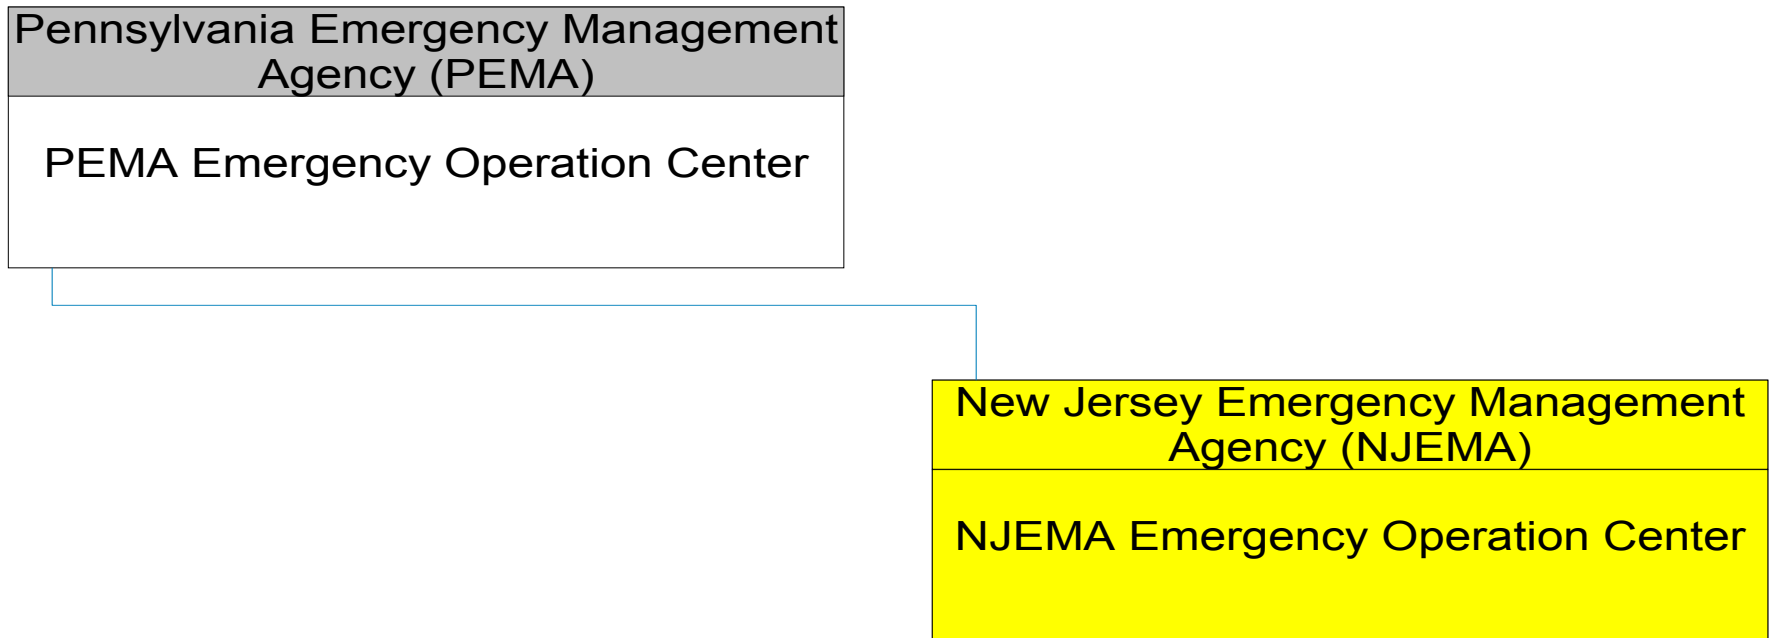 Pennsylvania Emergency Management
Agency (PEMA)
PEMA Emergency Operation Center
New Jersey Emergency Management
Agency (NJEMA)
NJEMA Emergency Operation Center